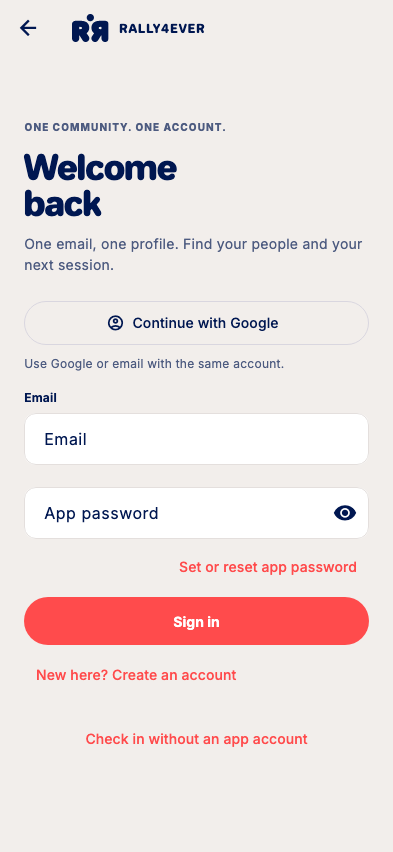 RALLY4EVER
ONE COMMUNITY. ONE ACCOUNT.
Welcome
back
One email, one profile. Find your people and your
next session.
Continue with Google
Use Google or email with the same account.
Email
Email
App password
Set or reset app password
Sign in
New here? Create an account
Check in without an app account